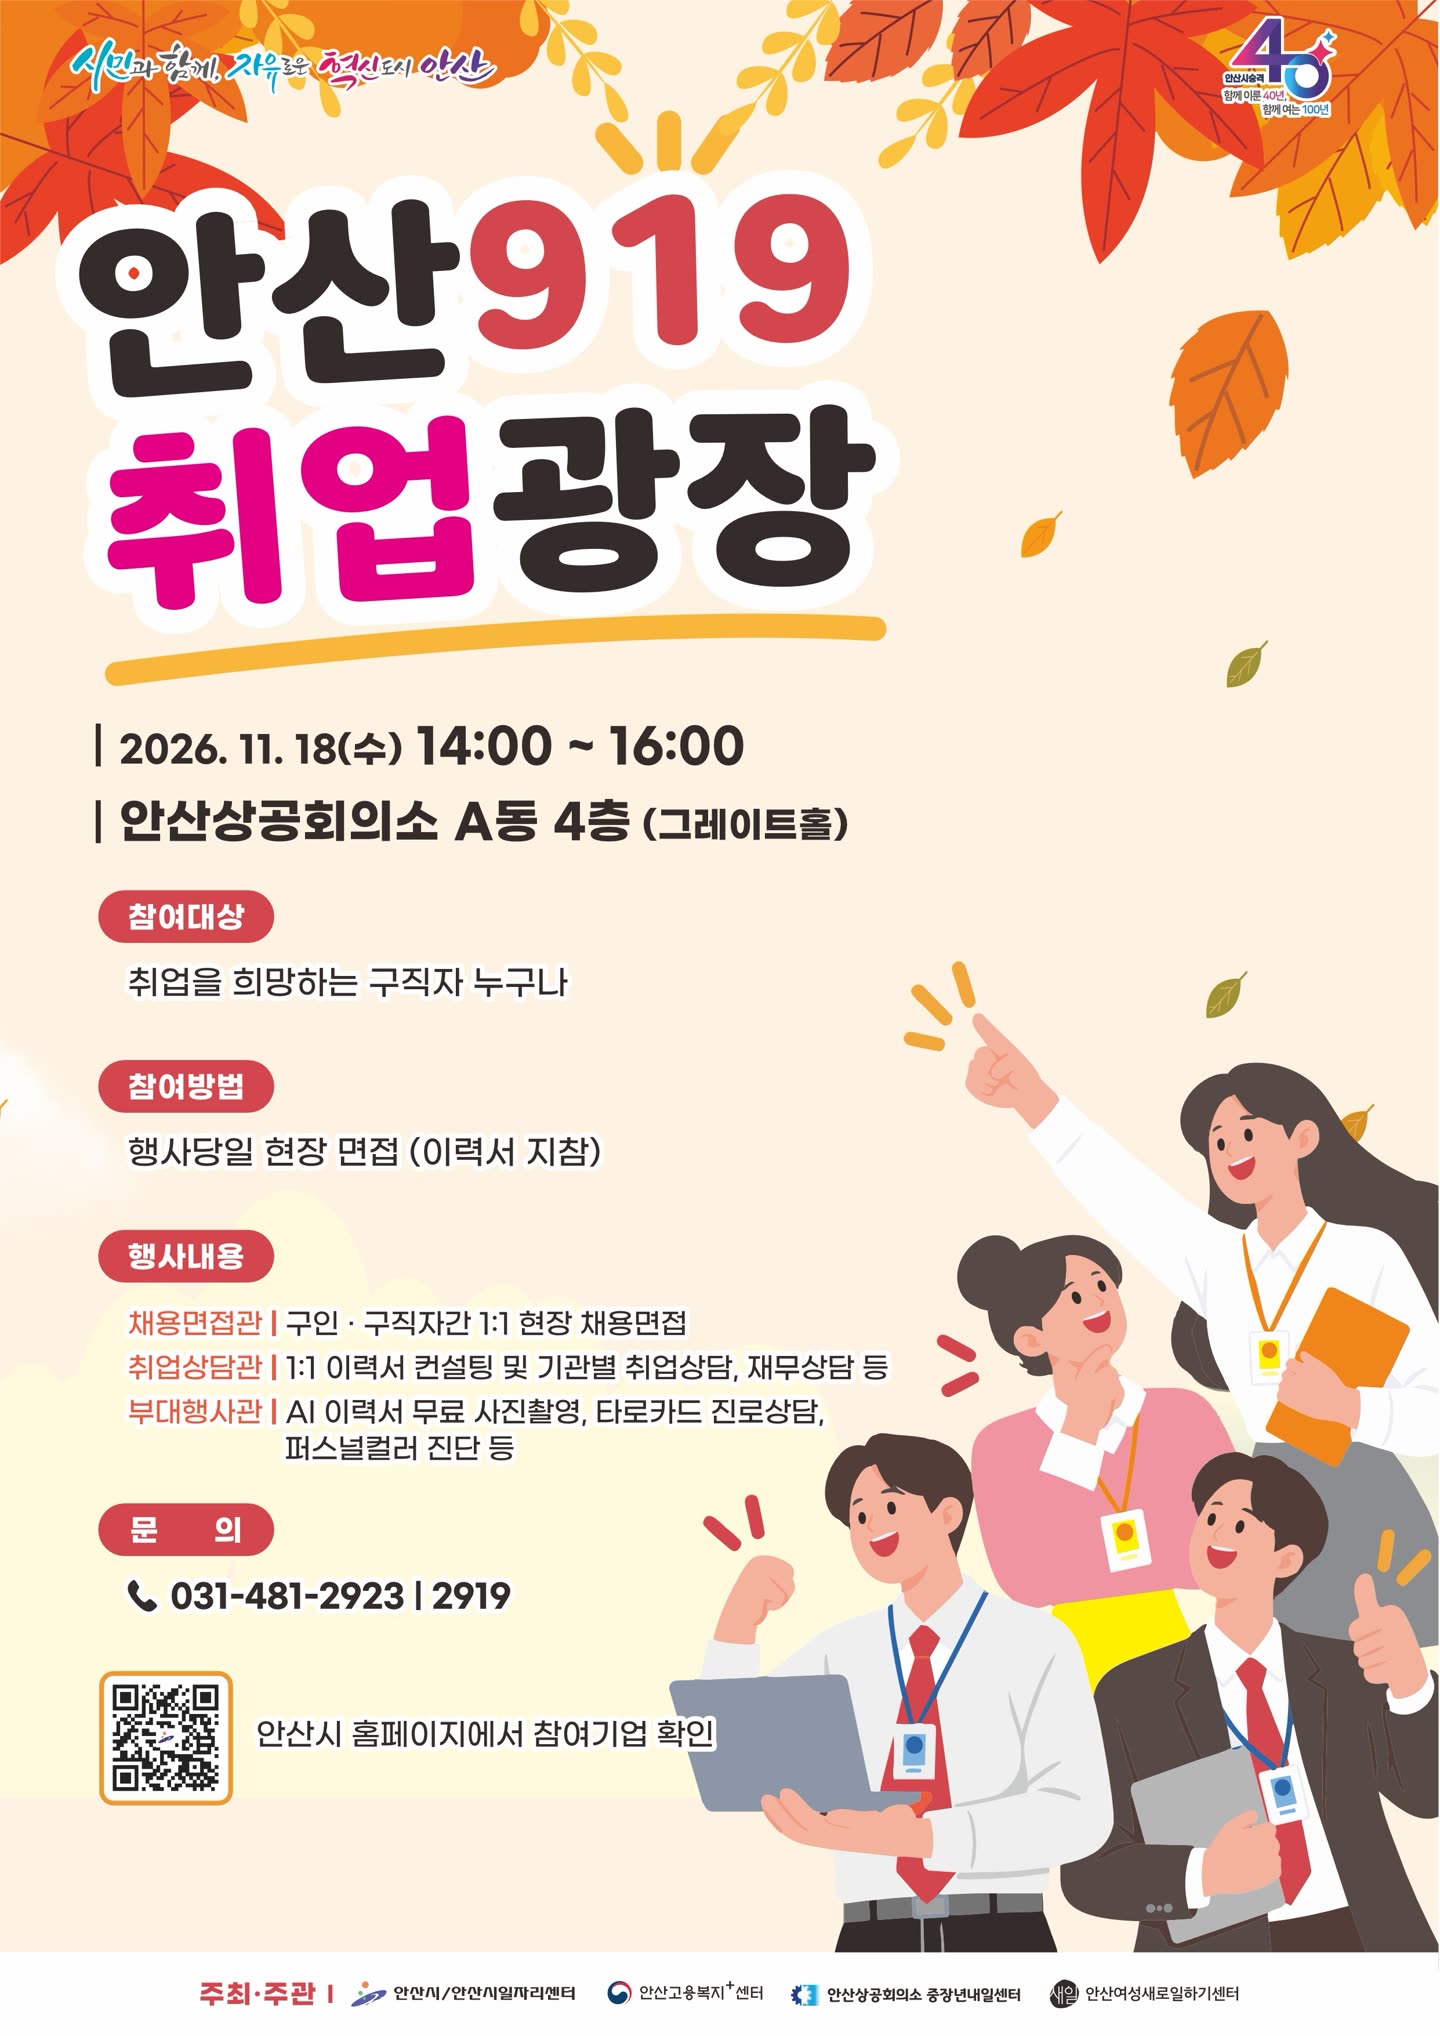 시민과 함께, 자유로운 혁신도시 안산
40
안산시승격
함께 이룬 40년,
함께 여는 100년
안산919
취업광장
2026. 11. 18(수) 14:00 ~ 16:00
안산상공회의소 A동 4층 (그레이트홀)
참여대상
취업을 희망하는 구직자 누구나
참여방법
행사당일 현장 면접 (이력서 지참)
행사내용
채용면접관 | 구인 · 구직자간 1:1 현장 채용면접
취업상담관 | 1:1 이력서 컨설팅 및 기관별 취업상담, 재무상담 등
부대행사관 | AI 이력서 무료 사진촬영, 타로카드 진로상담,
퍼스널컬러 진단 등
문 의
031-481-2923 | 2919
안산시 홈페이지에서 참여기업 확인
주최·주관 | 안산시/안산시일자리센터 안산고용복지+센터 안산상공회의소 중장년내일센터 새일 안산여성새로일하기센터